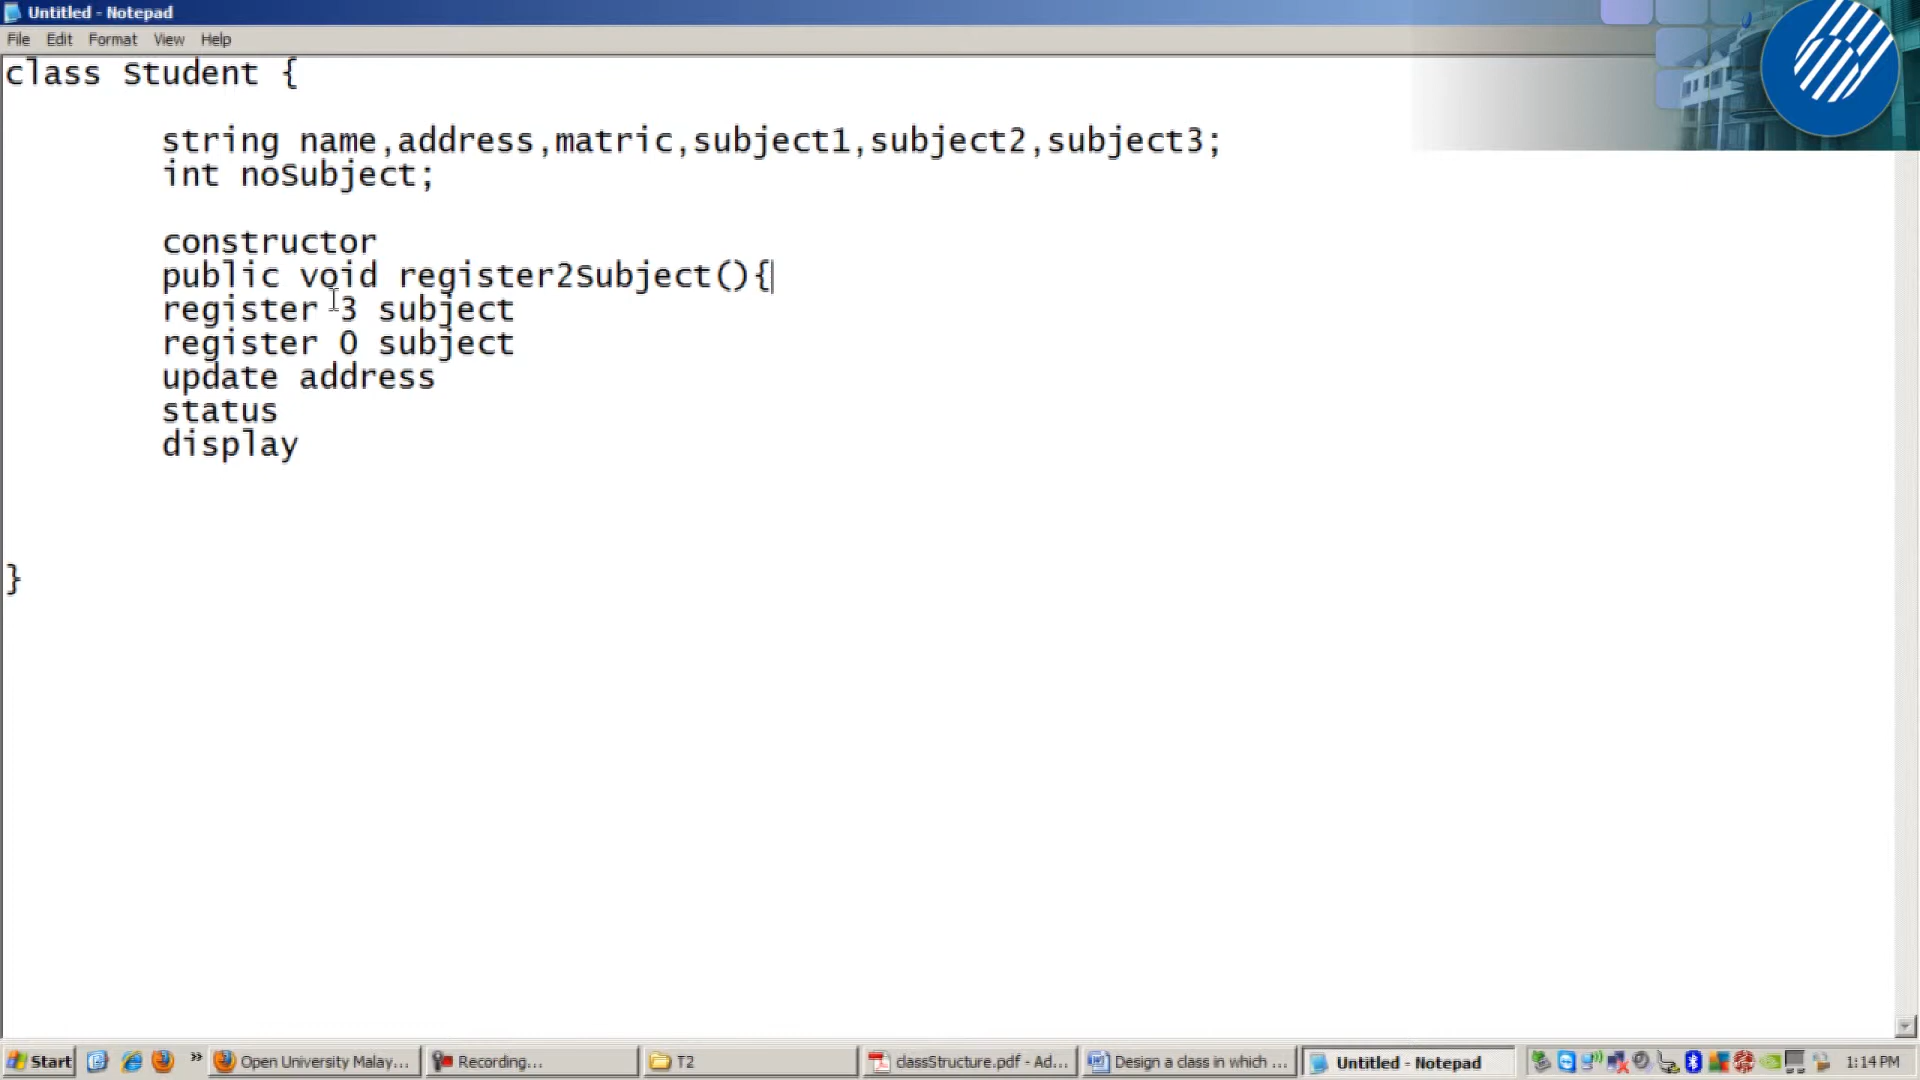 Untitled - Notepad
File Edit Format View Help
class Student {
string name,address,matric,subject1,subject2,subject3;
int noSubject;
constructor
public void register2Subject(){
register 3 subject
register 0 subject
update address
status
display
}
Start » Open University Malay... Recording... T2 classStructure.pdf - Ad... Design a class in which ... Untitled - Notepad 1:14 PM